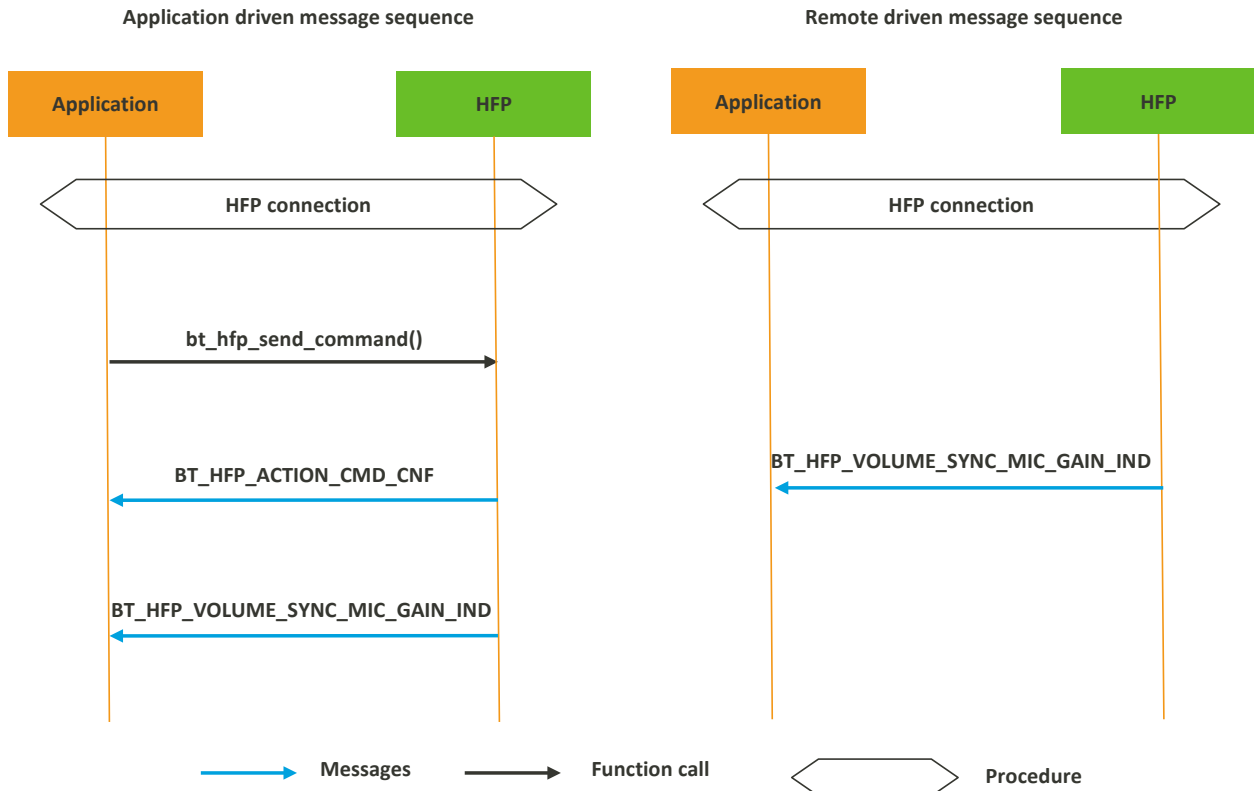 Application driven message sequence
Remote driven message sequence
Application
HFP
Application
HFP
HFP connection
HFP connection
bt_hfp_send_command()
BT_HFP_VOLUME_SYNC_MIC_GAIN_IND
BT_HFP_ACTION_CMD_CNF
BT_HFP_VOLUME_SYNC_MIC_GAIN_IND
Messages
Function call
Procedure